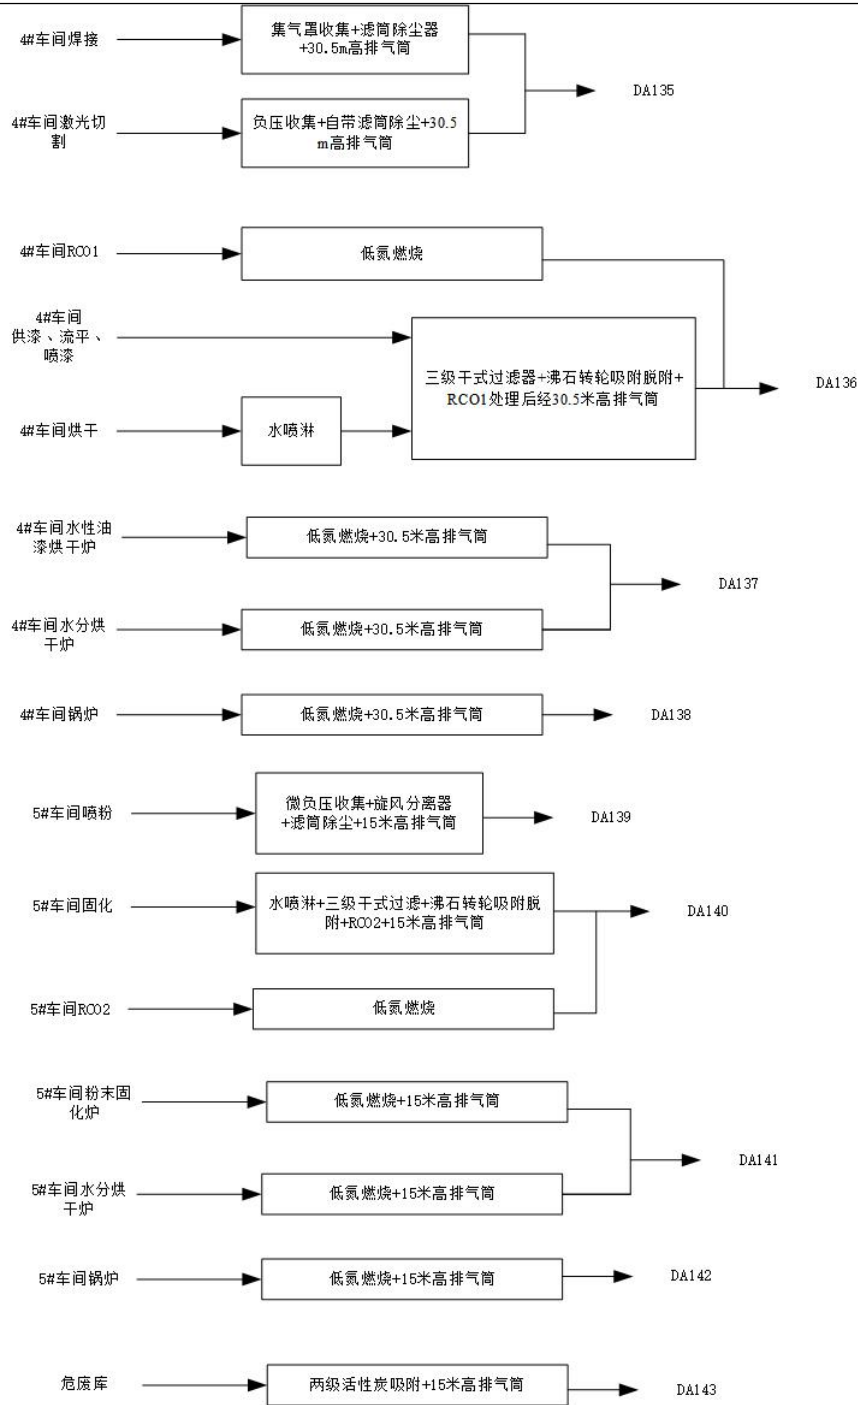 4#车间焊接
集气罩收集+滤筒除尘器
+30.5m高排气筒
DA135
4#车间激光切
割
负压收集+自带滤筒除尘+30.5
m高排气筒
4#车间RCO1
低氮燃烧
4#车间
供漆、流平、
喷漆
三级干式过滤器+沸石转轮吸附脱附+
RCO1处理后经30.5米高排气筒
DA136
4#车间烘干
水喷淋
4#车间水性油
漆烘干炉
低氮燃烧+30.5米高排气筒
DA137
4#车间水分烘
干炉
低氮燃烧+30.5米高排气筒
4#车间锅炉
低氮燃烧+30.5米高排气筒
DA138
5#车间喷粉
微负压收集+旋风分离器
+滤筒除尘+15米高排气筒
DA139
5#车间固化
水喷淋+三级干式过滤+沸石转轮吸附脱
附+RCO2+15米高排气筒
DA140
5#车间RCO2
低氮燃烧
5#车间粉末固
化炉
低氮燃烧+15米高排气筒
DA141
5#车间水分烘
干炉
低氮燃烧+15米高排气筒
5#车间锅炉
低氮燃烧+15米高排气筒
DA142
危废库
两级活性炭吸附+15米高排气筒
DA143